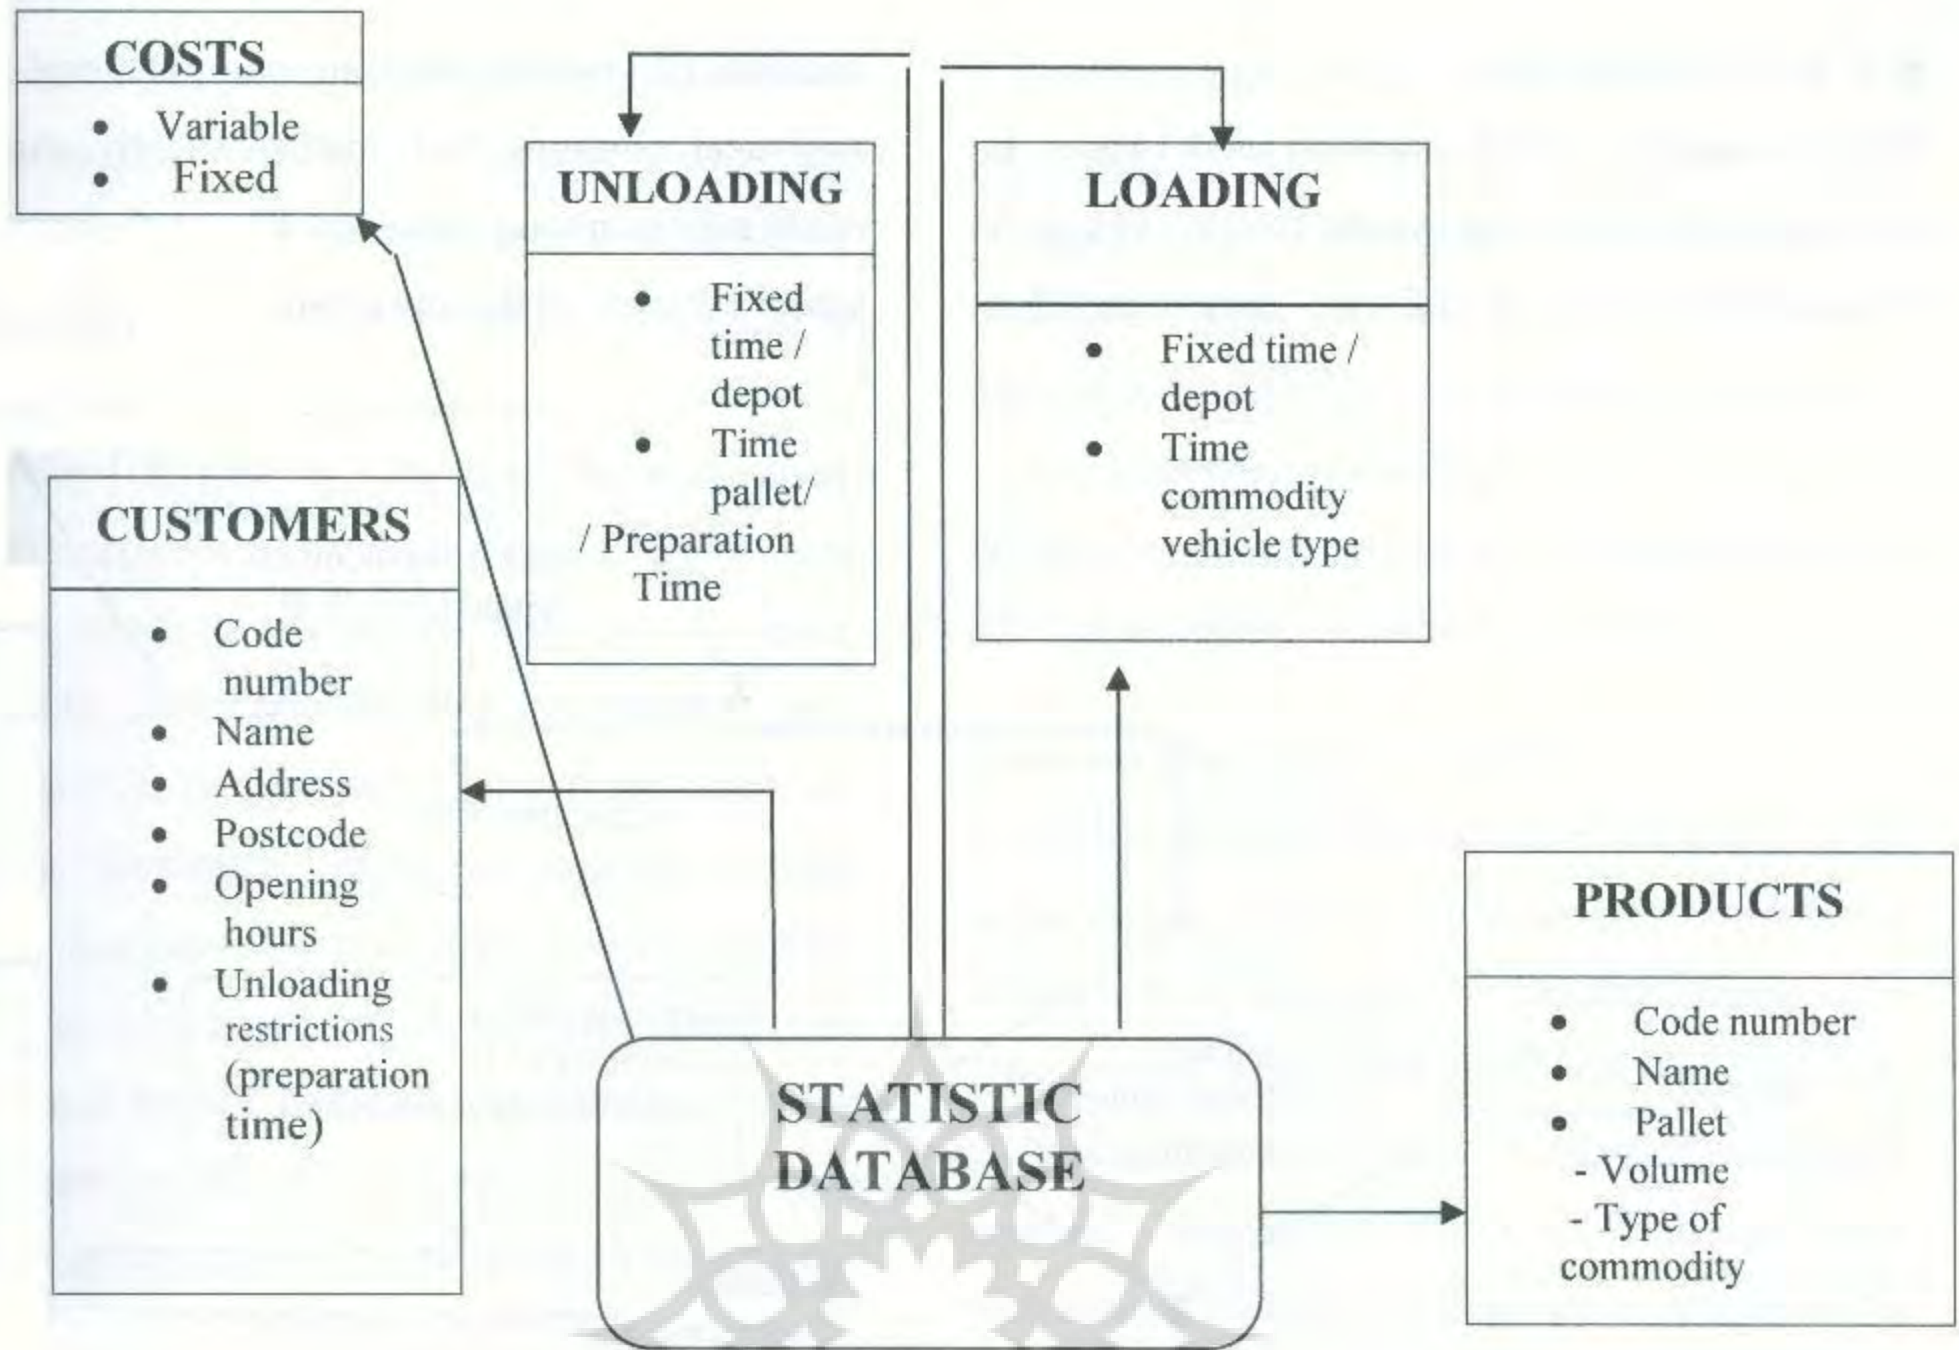 COSTS
• Variable
• Fixed
UNLOADING
• Fixed
time /
depot
• Time
pallet/
/ Preparation
Time
LOADING
• Fixed time /
depot
• Time
commodity
vehicle type
CUSTOMERS
• Code
number
• Name
• Address
• Postcode
• Opening
hours
• Unloading
restrictions
(preparation
time)
STATISTIC
DATABASE
PRODUCTS
• Code number
• Name
• Pallet
- Volume
- Type of
commodity